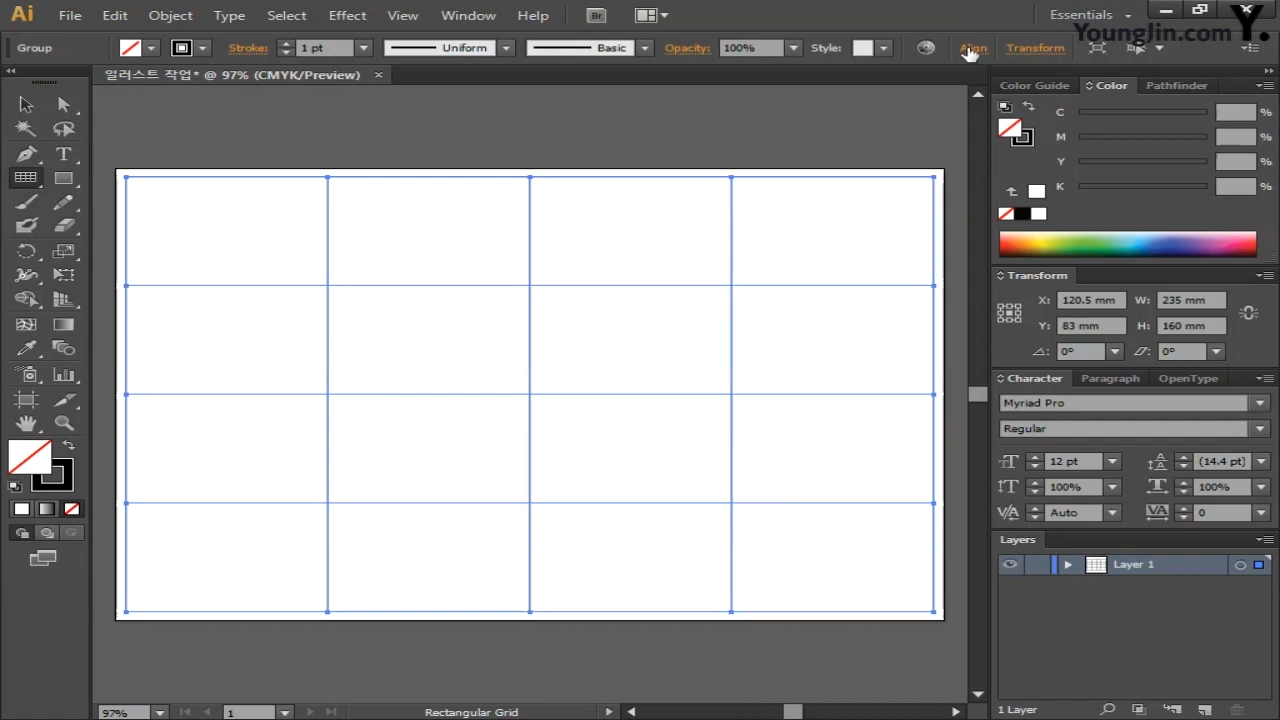 Ai File Edit Object Type Select Effect View Window Help Br Essentials
YoungJin.com Y.
Group Stroke: 1 pt Uniform Basic Opacity: 100% Style: Align Transform
일러스트 작업* @ 97% (CMYK/Preview) ×
Color Guide Color Pathfinder
C %
M %
Y %
K %
Transform
X: 120.5 mm W: 235 mm
Y: 83 mm H: 160 mm
0° 0°
Character Paragraph OpenType
Myriad Pro
Regular
12 pt (14.4 pt)
100% 100%
Auto 0
Layers
Layer 1
1 Layer
97% 1 Rectangular Grid